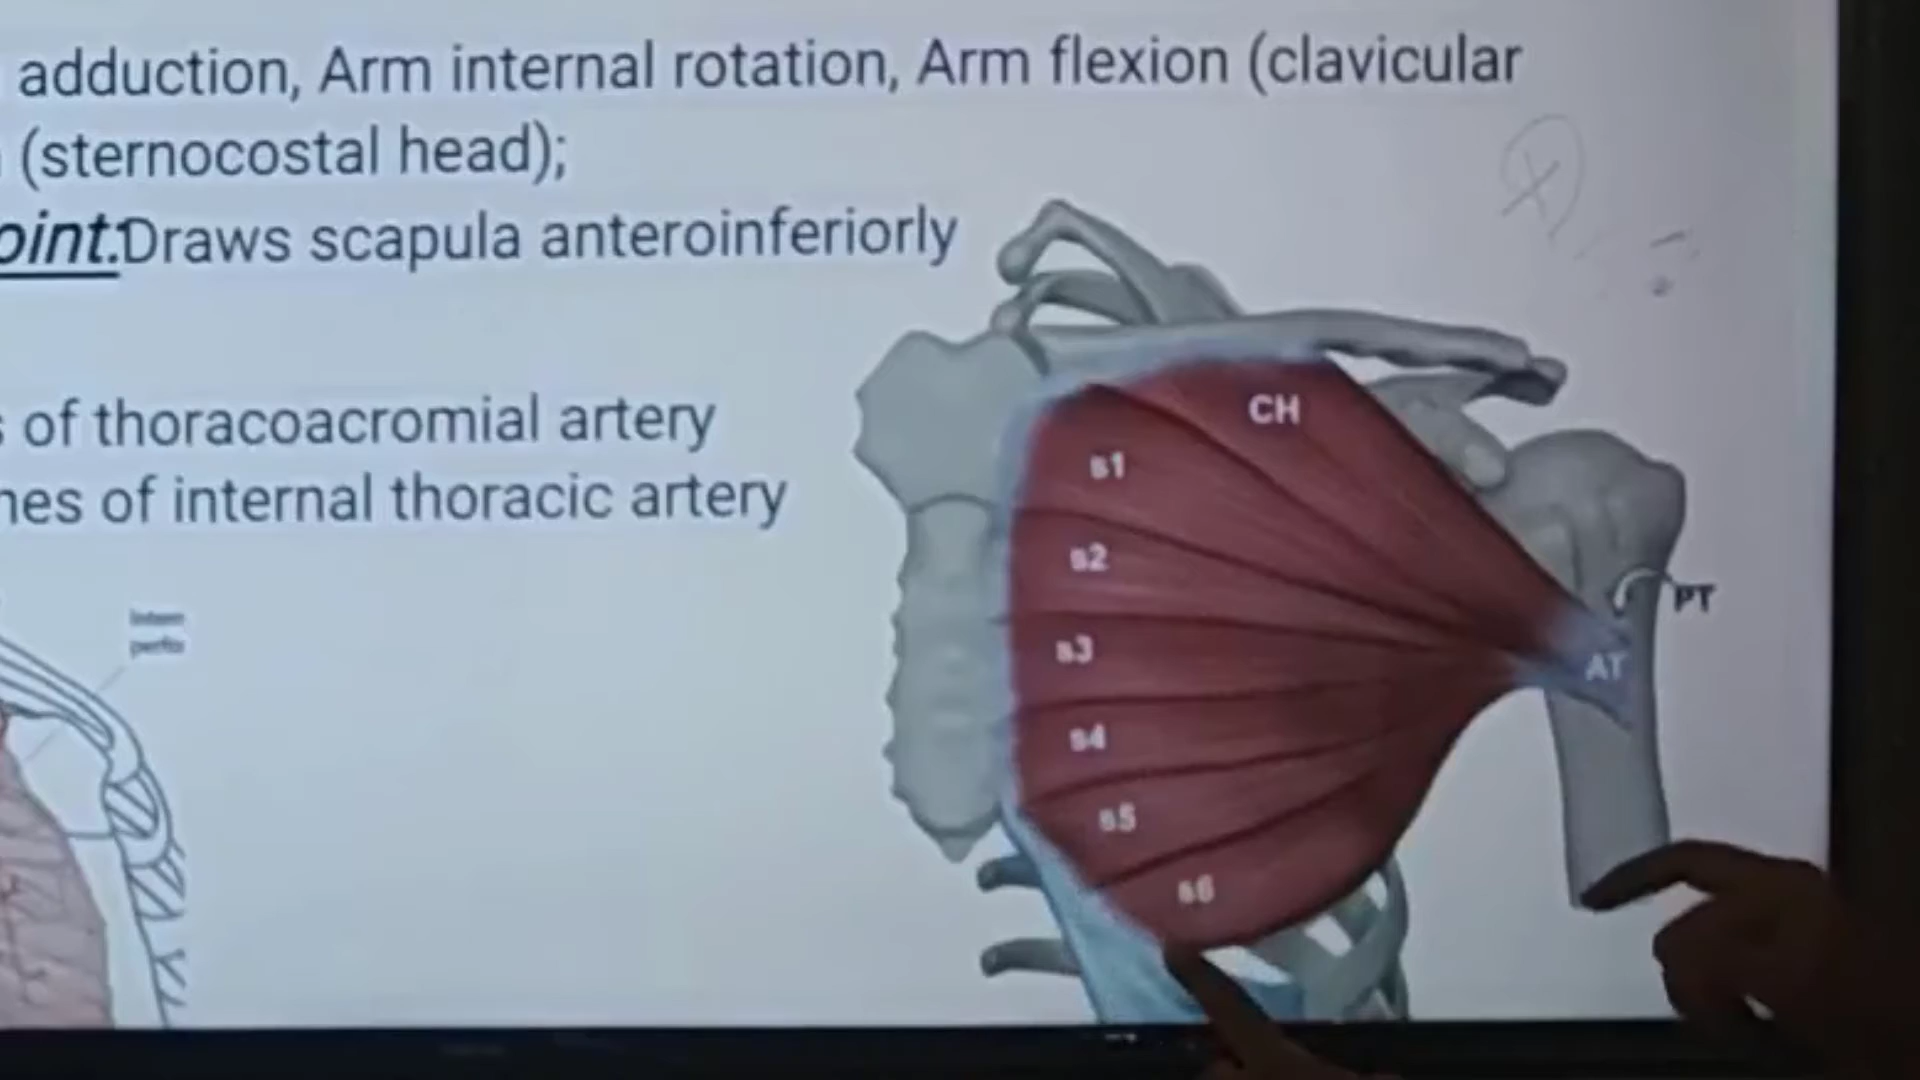 adduction, Arm internal rotation, Arm flexion (clavicular
(sternocostal head);
oint:Draws scapula anteroinferiorly
s of thoracoacromial artery
hes of internal thoracic artery
CH
s1
s2
s3
s4
s5
s6
PT
AT